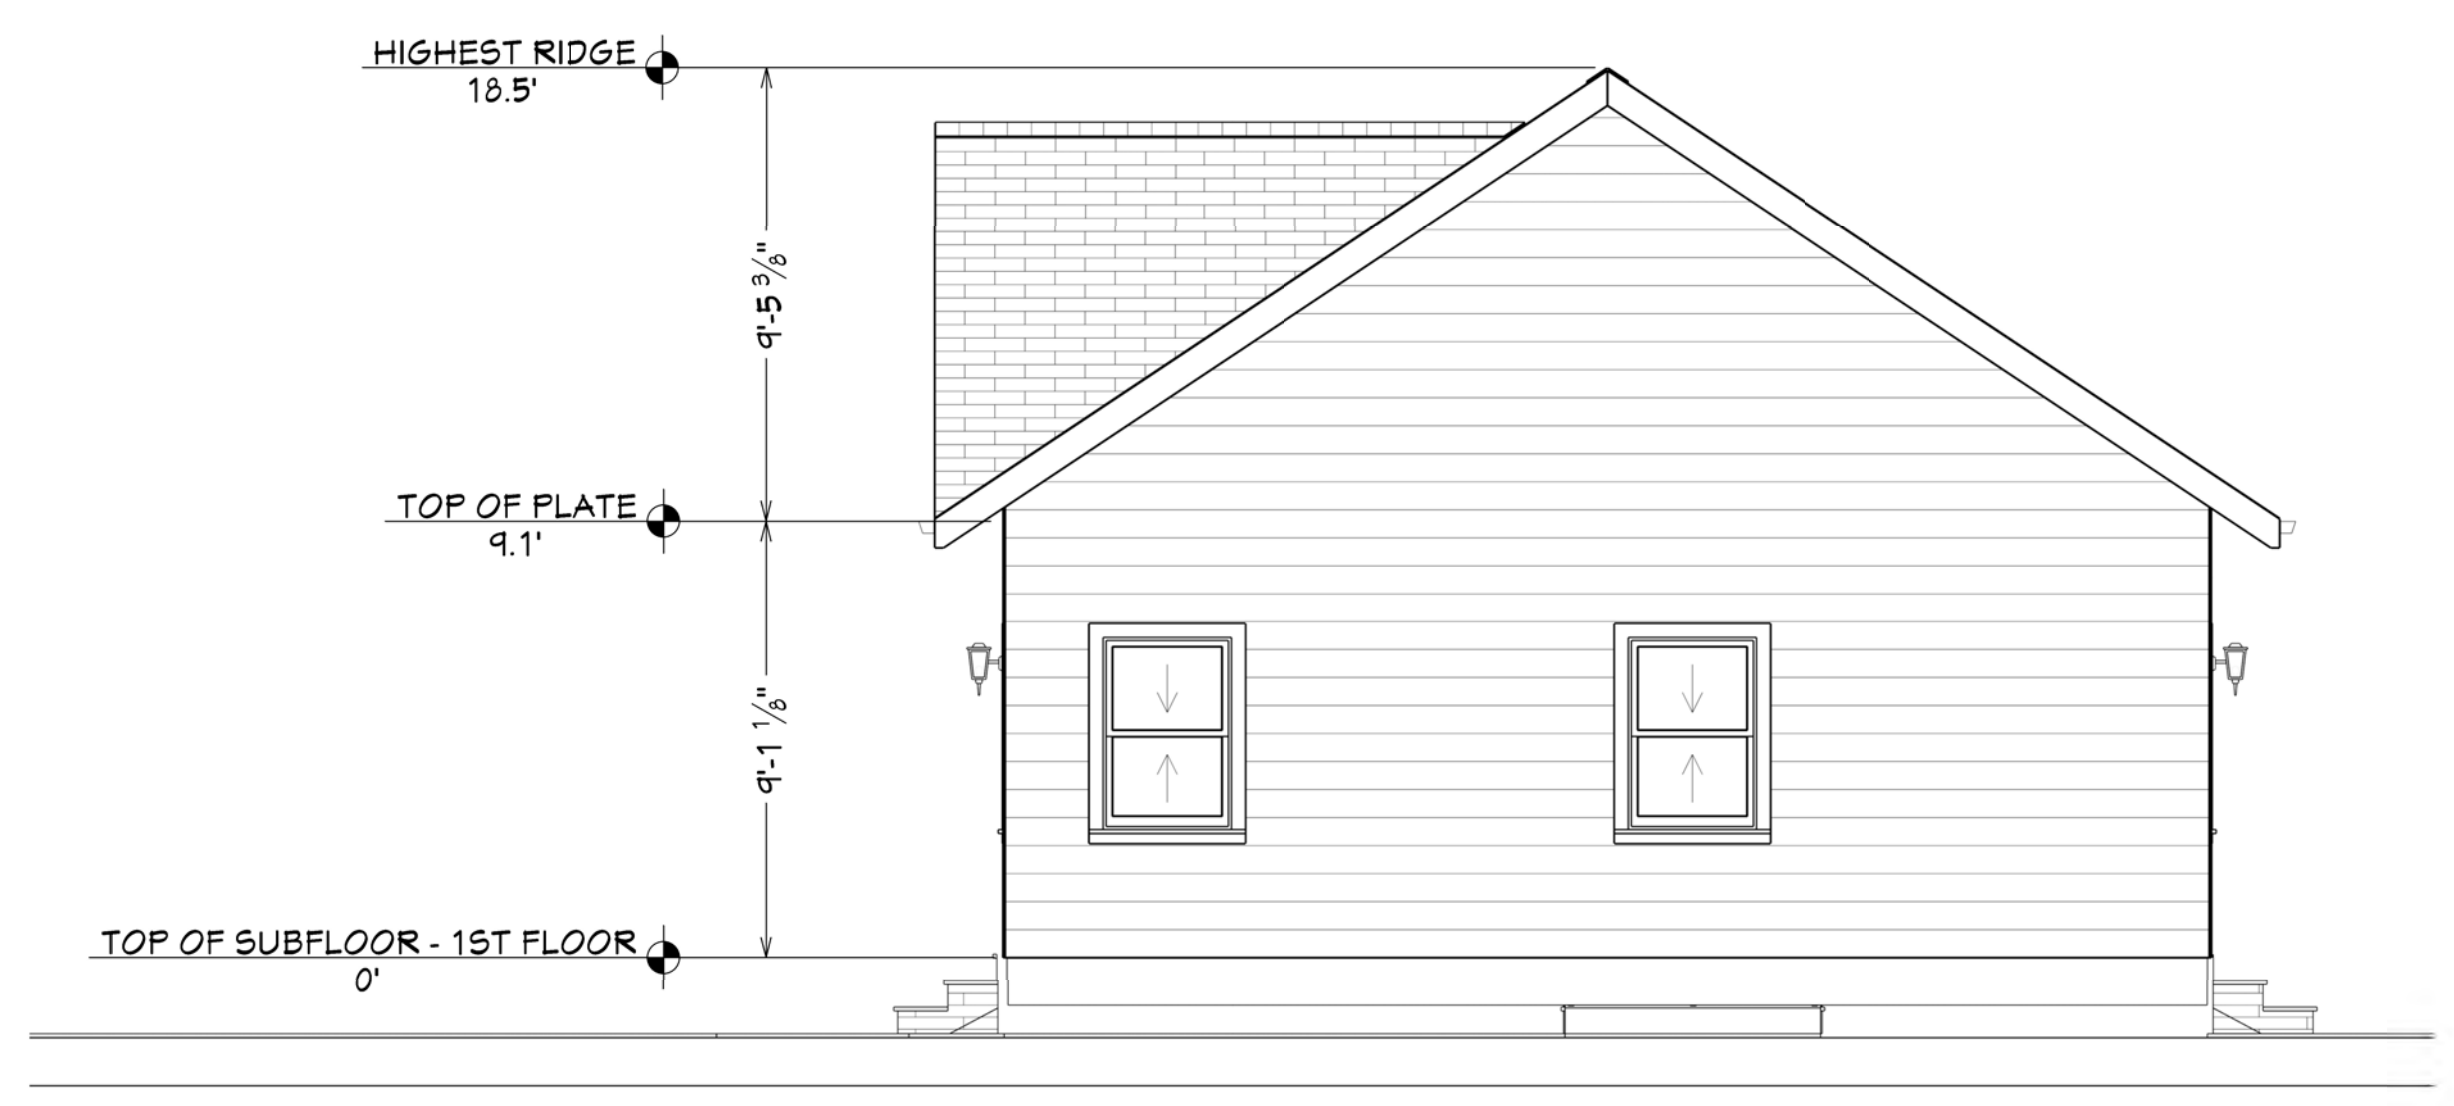 HIGHEST RIDGE
18.5'
9'-5 3/8"
TOP OF PLATE
9.1'
9'-1 1/8"
TOP OF SUBFLOOR - 1ST FLOOR
0'